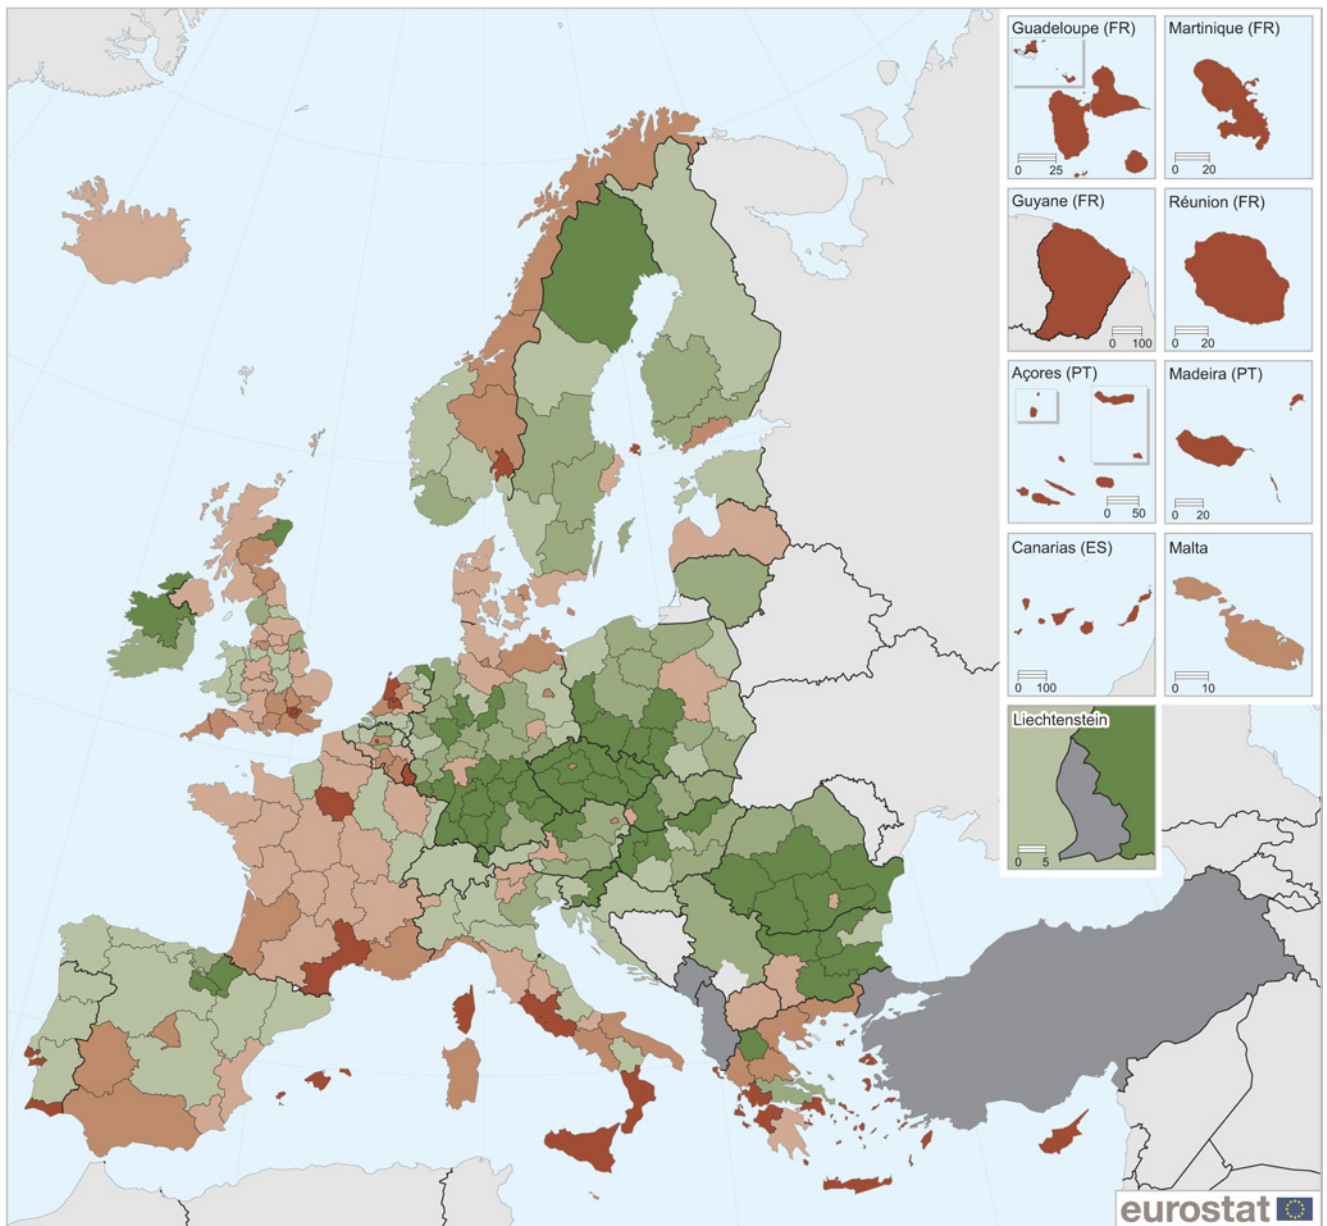 Guadeloupe (FR)
0 25
Martinique (FR)
0 20
Guyane (FR)
0 100
Réunion (FR)
0 20
Açores (PT)
0 50
Madeira (PT)
0 20
Canarias (ES)
0 100
Malta
0 10
Liechtenstein
0 5
eurostat